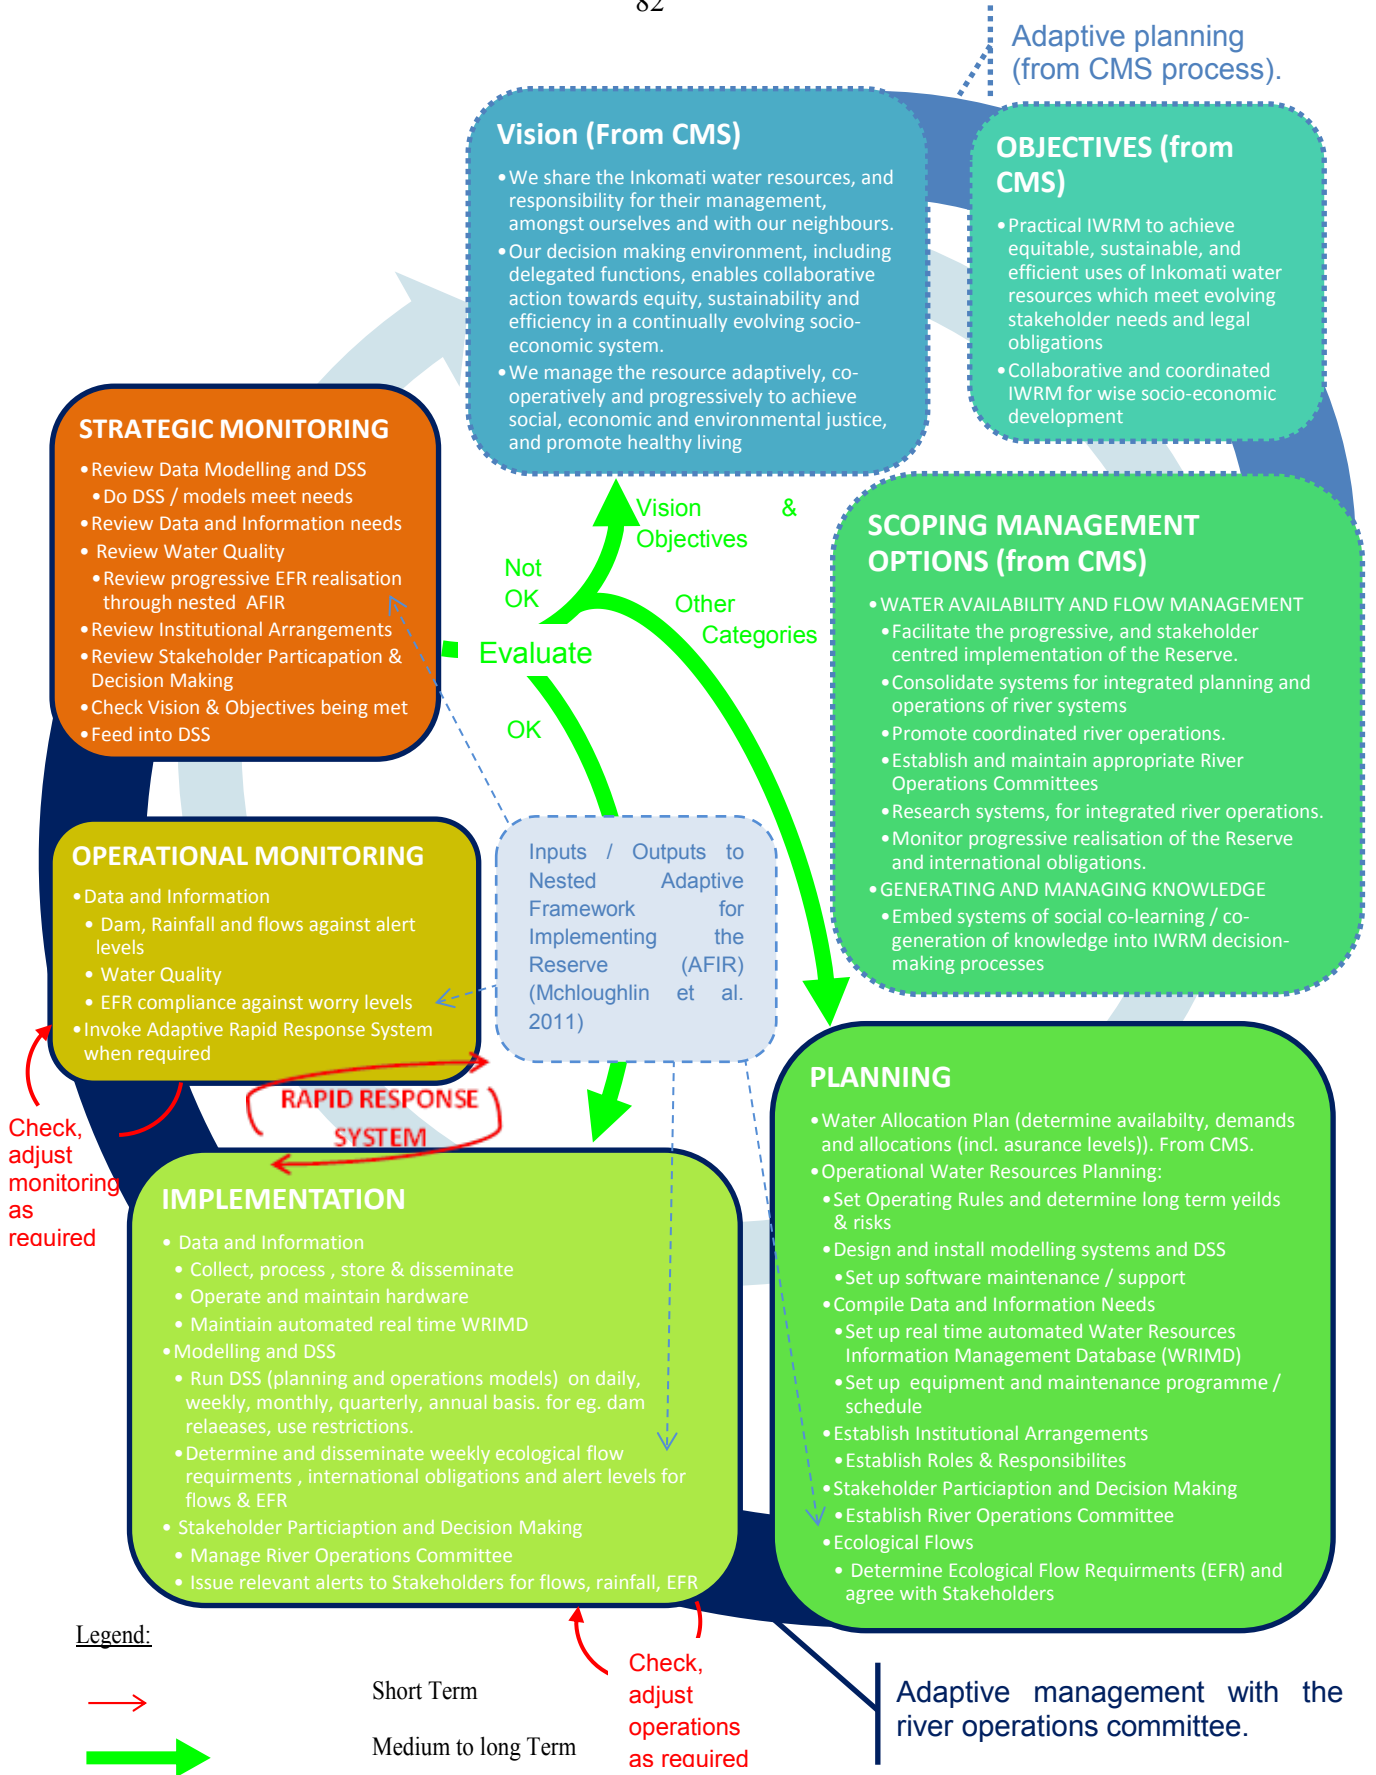 82
Adaptive planning
(from CMS process).
Vision (From CMS)
•We share the Inkomati water resources, and
responsibility for their management,
amongst ourselves and with our neighbours.
•Our decision making environment, including
delegated functions, enables collaborative
action towards equity, sustainability and
efficiency in a continually evolving socio-
economic system.
•We manage the resource adaptively, co-
operatively and progressively to achieve
social, economic and environmental justice,
and promote healthy living
OBJECTIVES (from
CMS)
•Practical IWRM to achieve
equitable, sustainable, and
efficient uses of Inkomati water
resources which meet evolving
stakeholder needs and legal
obligations
•Collaborative and coordinated
IWRM for wise socio-economic
development
STRATEGIC MONITORING
•Review Data Modelling and DSS
•Do DSS / models meet needs
•Review Data and Information needs
• Review Water Quality
•Review progressive EFR realisation
through nested AFIR
•Review Institutional Arrangements
•Review Stakeholder Particapation &
Decision Making
•Check Vision & Objectives being met
•Feed into DSS
Vision &
Objectives
Not
OK
Other
Categories
Evaluate
OK
SCOPING MANAGEMENT
OPTIONS (from CMS)
•WATER AVAILABILITY AND FLOW MANAGEMENT
•Facilitate the progressive, and stakeholder
centred implementation of the Reserve.
•Consolidate systems for integrated planning and
operations of river systems
•Promote coordinated river operations.
•Establish and maintain appropriate River
Operations Committees
•Research systems, for integrated river operations.
•Monitor progressive realisation of the Reserve
and international obligations.
•GENERATING AND MANAGING KNOWLEDGE
•Embed systems of social co-learning / co-
generation of knowledge into IWRM decision-
making processes
OPERATIONAL MONITORING
•Data and Information
• Dam, Rainfall and flows against alert
levels
• Water Quality
• EFR compliance against worry levels
•Invoke Adaptive Rapid Response System
when required
Inputs / Outputs to
Nested Adaptive
Framework for
Implementing the
Reserve (AFIR)
(Mchloughlin et al.
2011)
Check,
adjust
monitoring
as
required
RAPID RESPONSE
SYSTEM
IMPLEMENTATION
• Data and Information
• Collect, process , store & disseminate
• Operate and maintain hardware
• Maintiain automated real time WRIMD
•Modelling and DSS
• Run DSS (planning and operations models) on daily,
weekly, monthly, quarterly, annual basis. for eg. dam
relaeases, use restrictions.
•Determine and disseminate weekly ecological flow
requirments , international obligations and alert levels for
flows & EFR
• Stakeholder Particiaption and Decision Making
• Manage River Operations Committee
• Issue relevant alerts to Stakeholders for flows, rainfall, EFR
PLANNING
•Water Allocation Plan (determine availabilty, demands
and allocations (incl. asurance levels)). From CMS.
•Operational Water Resources Planning:
•Set Operating Rules and determine long term yeilds
& risks
•Design and install modelling systems and DSS
•Set up software maintenance / support
•Compile Data and Information Needs
•Set up real time automated Water Resources
Information Management Database (WRIMD)
•Set up equipment and maintenance programme /
schedule
•Establish Institutional Arrangements
•Establish Roles & Responsibilites
•Stakeholder Particiaption and Decision Making
•Establish River Operations Committee
•Ecological Flows
• Determine Ecological Flow Requirments (EFR) and
agree with Stakeholders
Legend:
Short Term
Medium to long Term
Check,
adjust
operations
as required
Adaptive management with the
river operations committee.